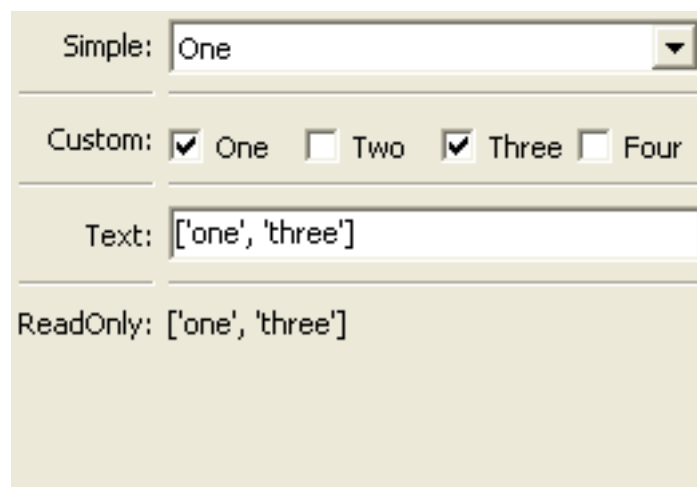 Simple: One
Custom: One Two Three Four
Text: ['one', 'three']
ReadOnly: ['one', 'three']